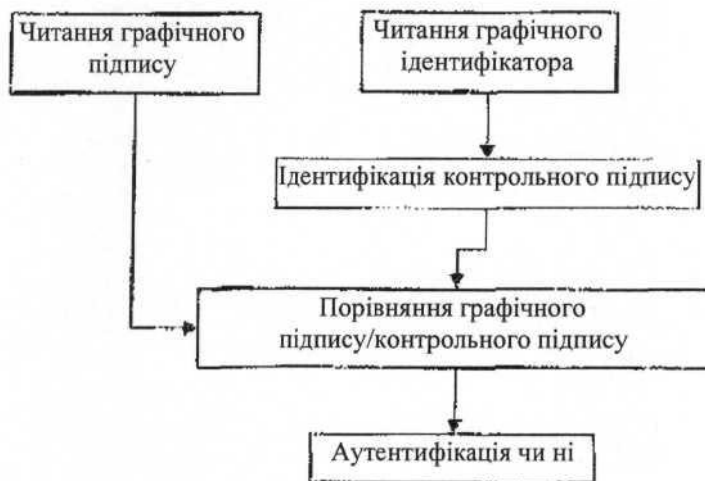 Читання графічного
підпису
Читання графічного
ідентифікатора
Ідентифікація контрольного підпису
Порівняння графічного
підпису/контрольного підпису
Аутентифікація чи ні